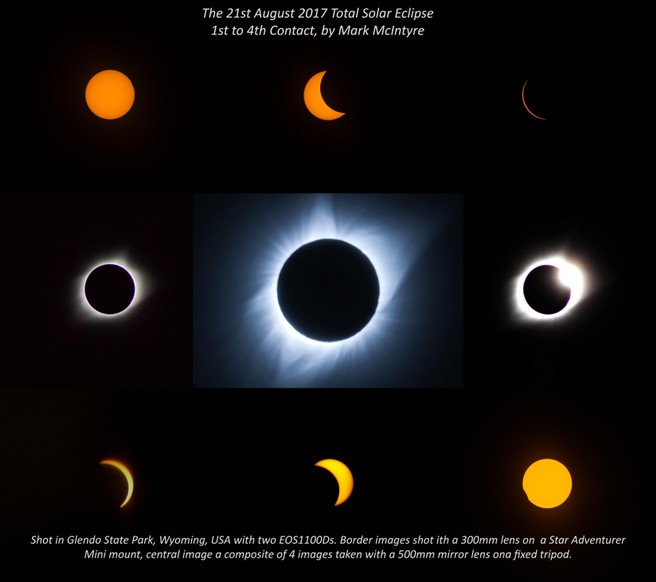 The 21st August 2017 Total Solar Eclipse
1st to 4th Contact, by Mark McIntyre
Shot in Glendo State Park, Wyoming, USA with two EOS1100Ds. Border images shot ith a 300mm lens on  a Star Adventurer
Mini mount, central image a composite of 4 images taken with a 500mm mirror lens ona fixed tripod.